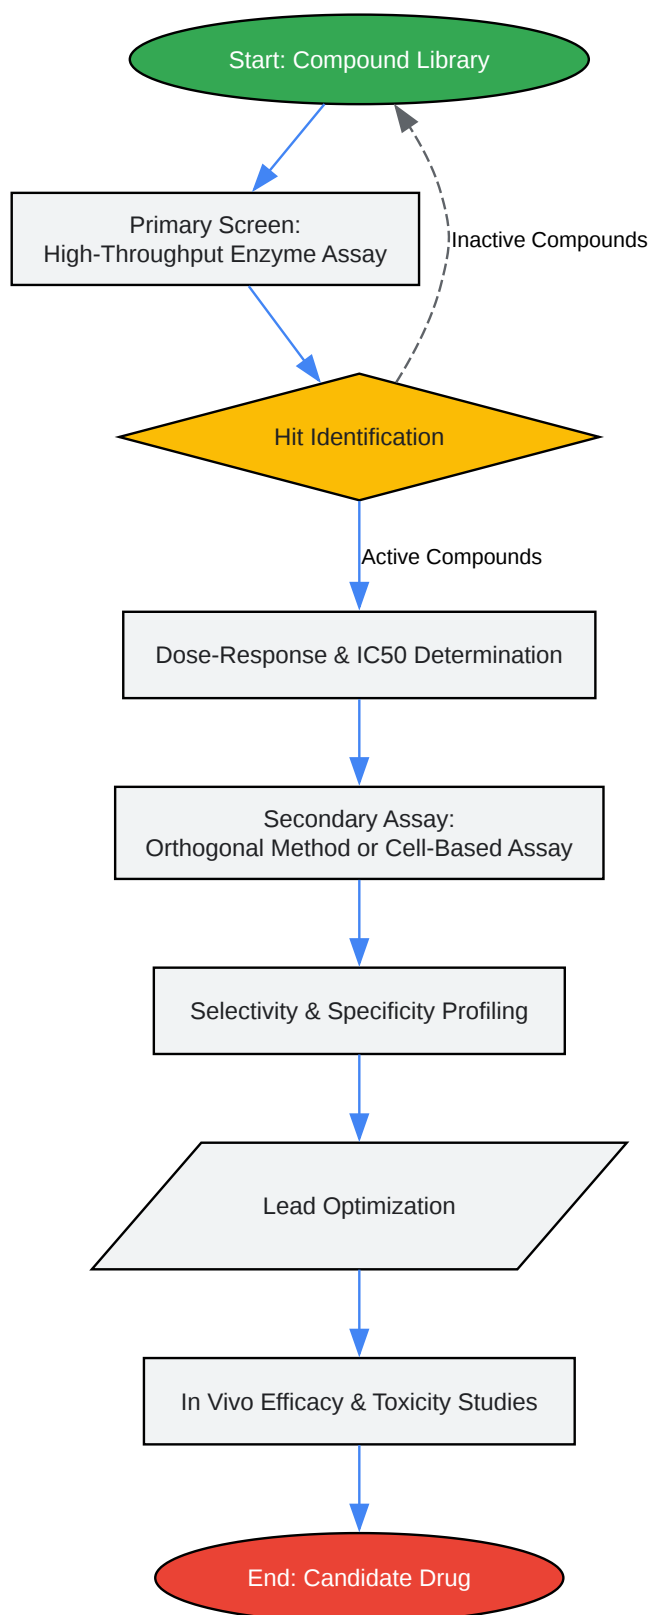 Start: Compound Library
Primary Screen:
High-Throughput Enzyme Assay
Inactive Compounds
Hit Identification
Active Compounds
Dose-Response & IC50 Determination
Secondary Assay:
Orthogonal Method or Cell-Based Assay
Selectivity & Specificity Profiling
Lead Optimization
In Vivo Efficacy & Toxicity Studies
End: Candidate Drug